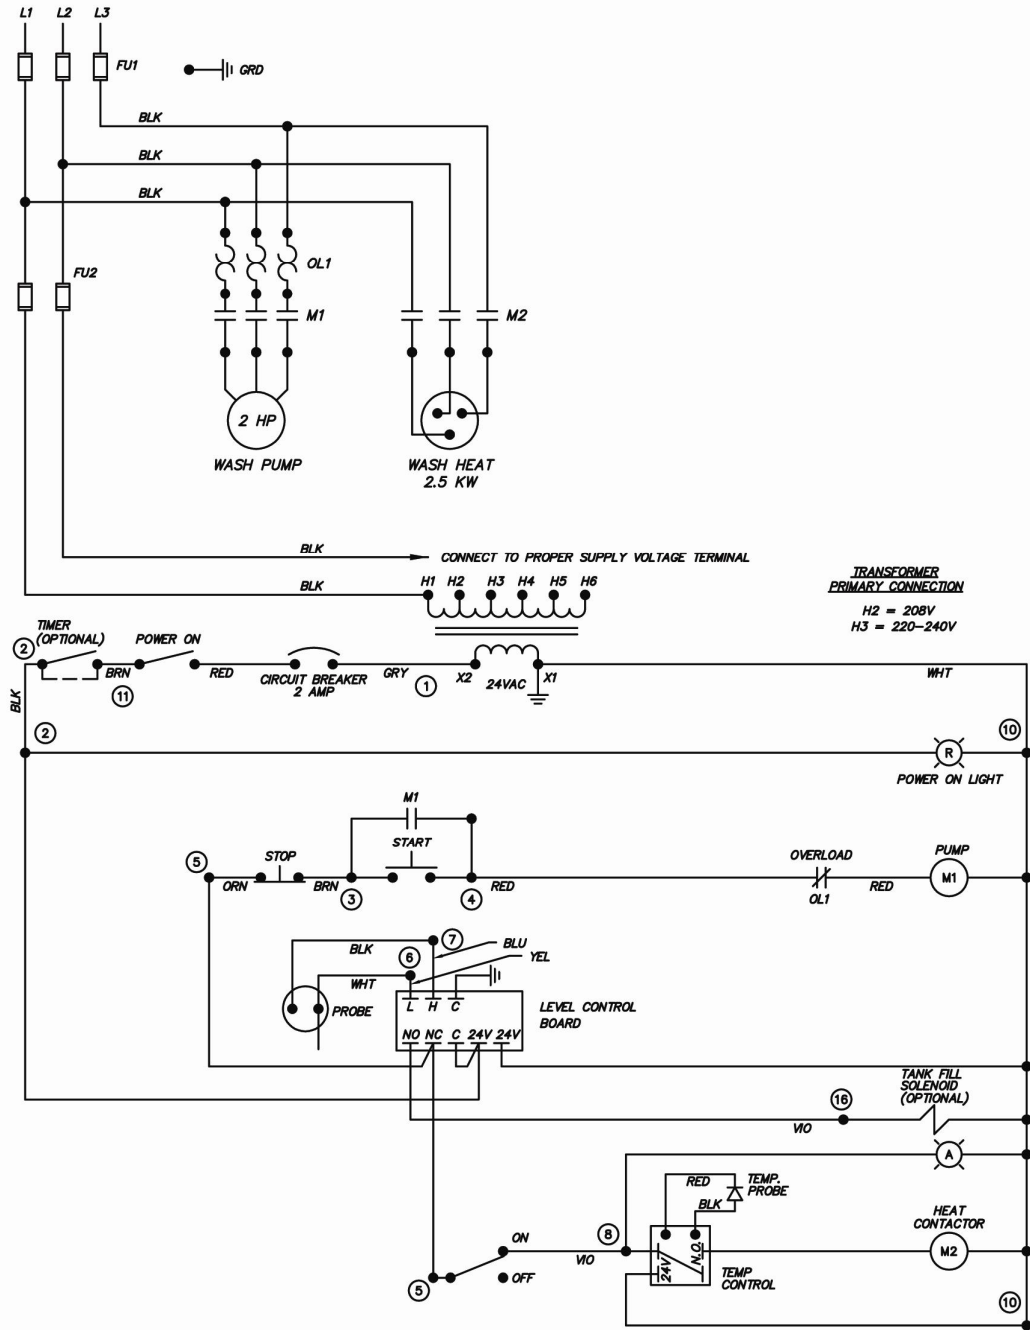 L1 L2 L3
FU1
GRD
BLK
BLK
BLK
OL1
FU2
M1
M2
2 HP
WASH PUMP
WASH HEAT
2.5 KW
BLK
CONNECT TO PROPER SUPPLY VOLTAGE TERMINAL
BLK
H1 H2 H3 H4 H5 H6
TRANSFORMER
PRIMARY CONNECTION
H2 = 208V
H3 = 220-240V
TIMER
(OPTIONAL)
2
POWER ON
BRN
11
RED
CIRCUIT BREAKER
2 AMP
GRY
1
X2
24VAC
X1
WHT
BLK
2
10
R
POWER ON LIGHT
M1
START
STOP
5
ORN
BRN
3
4
RED
OVERLOAD
OL1
RED
PUMP
M1
BLK
7
BLU
6
YEL
WHT
PROBE
L H C
LEVEL CONTROL
BOARD
NO NC C 24V 24V
TANK FILL
SOLENOID
(OPTIONAL)
16
VIO
A
RED
TEMP.
PROBE
BLK
HEAT
CONTACTOR
M2
ON
8
VIO
24V
N.O.
TEMP
CONTROL
5
OFF
10